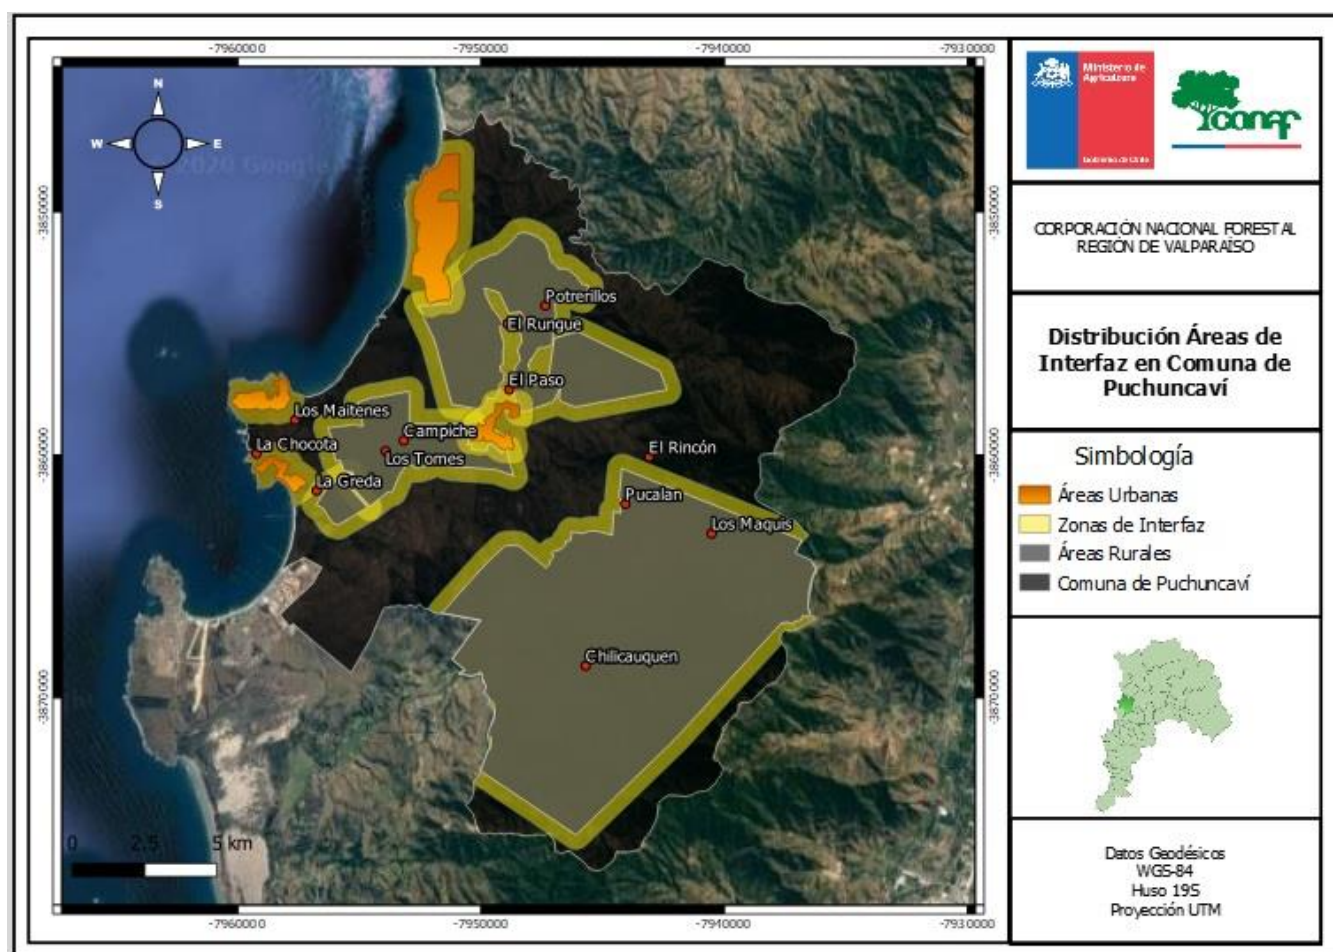 -7960000
-7950000
-7940000
-7930000
N
W
E
S
2020 Google
-3850000
-3850000
Potrerillos
El Rungue
El Paso
Los Maitenes
Campiche
La Chocota
Los Tomes
El Rincón
-3860000
-3860000
La Greda
Pucalan
Los Maquis
Chilicauquen
-3870000
-3870000
0 2.5 5 km
-7960000
-7950000
-7940000
-7930000
Ministerio de
Agricultura
Gobierno de Chile
conaf
CORPORACIÓN NACIONAL FORESTAL
REGIÓN DE VALPARAÍSO
Distribución Áreas de
Interfaz en Comuna de
Puchuncaví
Simbología
Áreas Urbanas
Zonas de Interfaz
Áreas Rurales
Comuna de Puchuncaví
Datos Geodésicos
WGS-84
Huso 19S
Proyección UTM